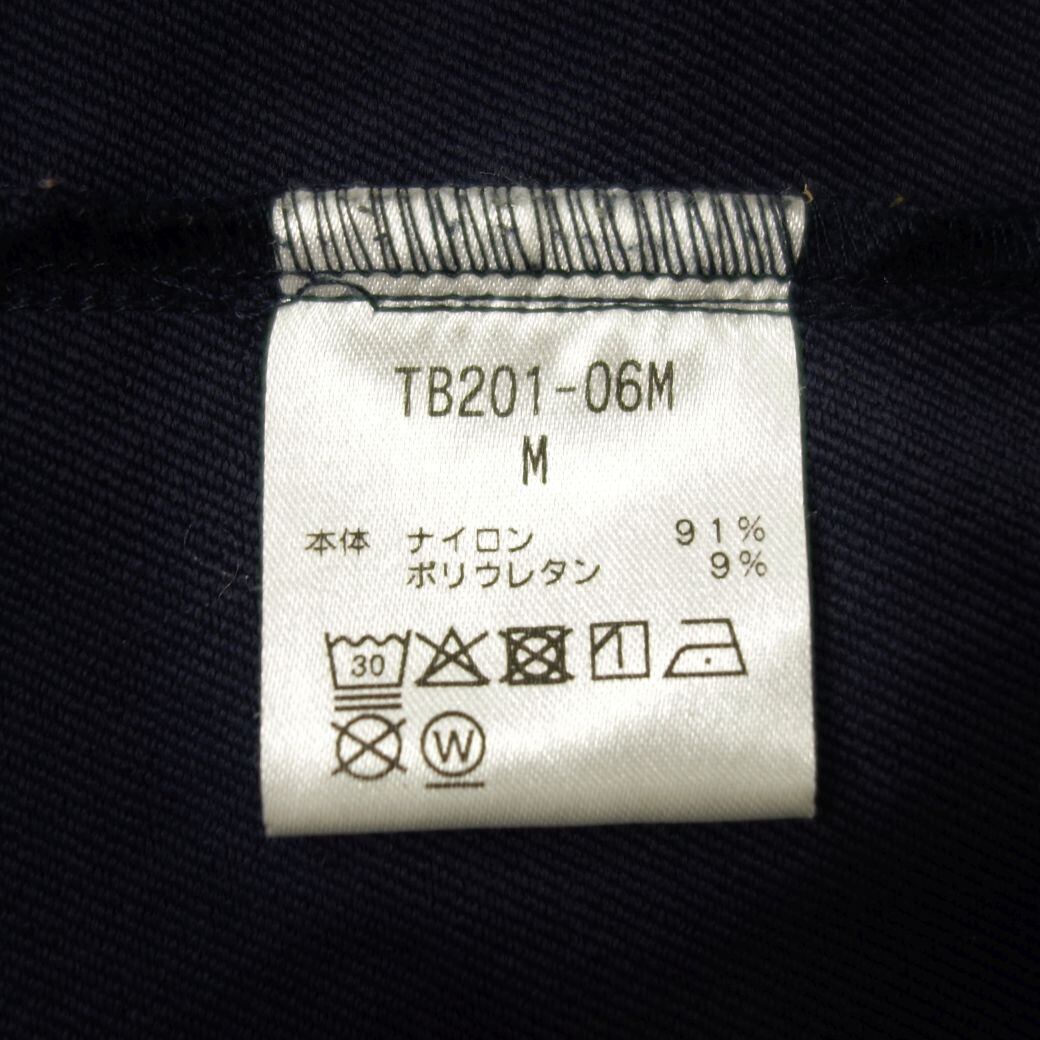 TB201-06M
M
本体 ナイロン 91%
ポリウレタン 9%
30
W